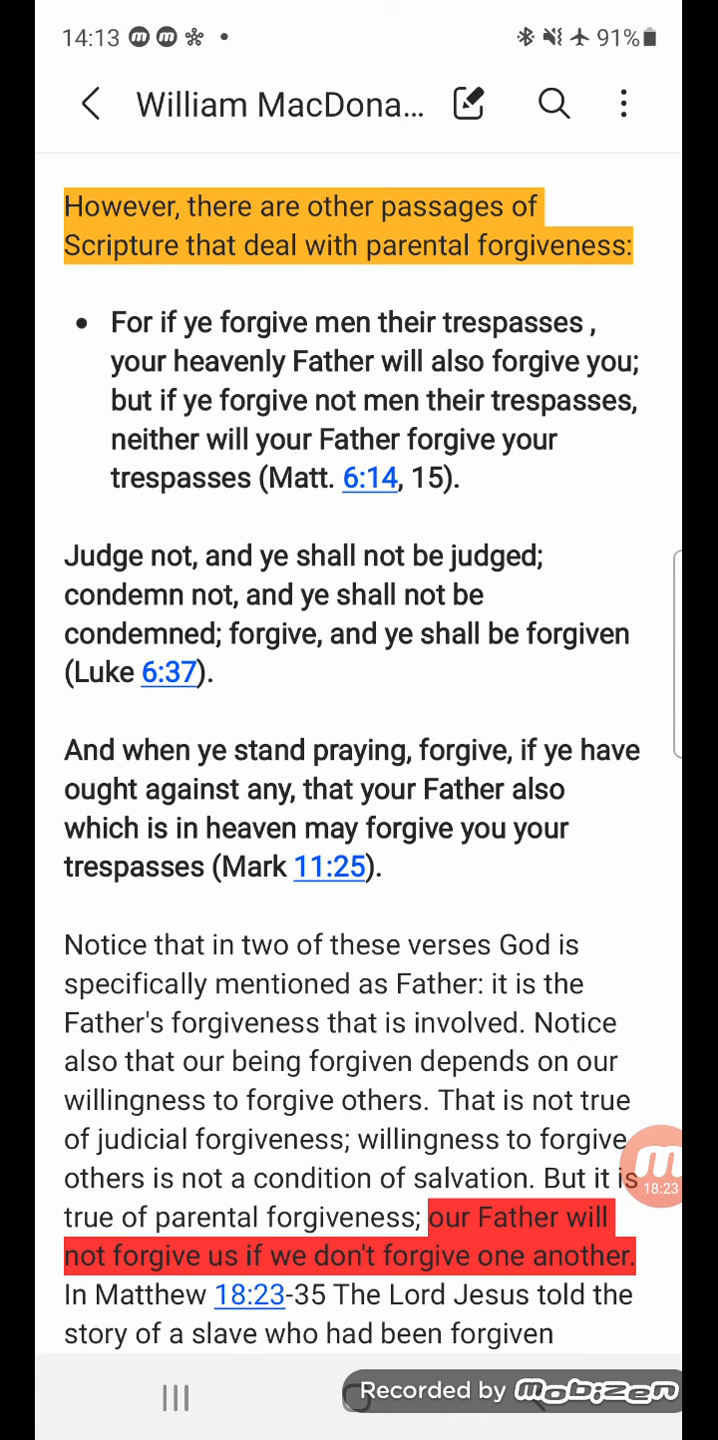 14:13
91%
William MacDona...
However, there are other passages of
Scripture that deal with parental forgiveness:
• For if ye forgive men their trespasses ,
your heavenly Father will also forgive you;
but if ye forgive not men their trespasses,
neither will your Father forgive your
trespasses (Matt. 6:14, 15).
Judge not, and ye shall not be judged;
condemn not, and ye shall not be
condemned; forgive, and ye shall be forgiven
(Luke 6:37).
And when ye stand praying, forgive, if ye have
ought against any, that your Father also
which is in heaven may forgive you your
trespasses (Mark 11:25).
Notice that in two of these verses God is
specifically mentioned as Father: it is the
Father's forgiveness that is involved. Notice
also that our being forgiven depends on our
willingness to forgive others. That is not true
of judicial forgiveness; willingness to forgive
others is not a condition of salvation. But it is
18:23
true of parental forgiveness; our Father will
not forgive us if we don't forgive one another.
In Matthew 18:23-35 The Lord Jesus told the
story of a slave who had been forgiven
Recorded by Mobizen